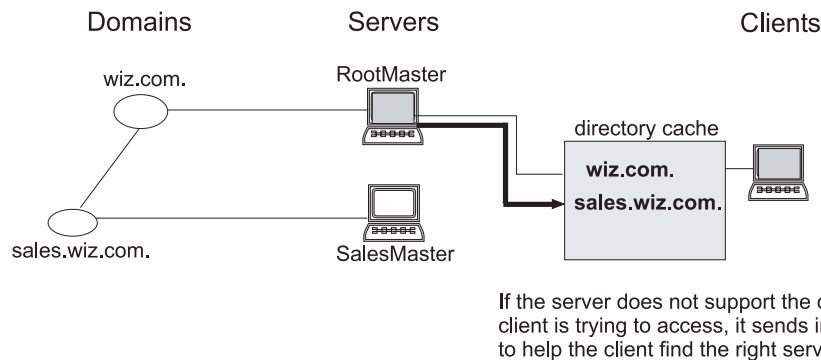 Domains
Servers
Clients
wiz.com.
RootMaster
directory cache
wiz.com.
sales.wiz.com.
sales.wiz.com.
SalesMaster
If the server does not support the
client is trying to access, it sends
to help the client find the right